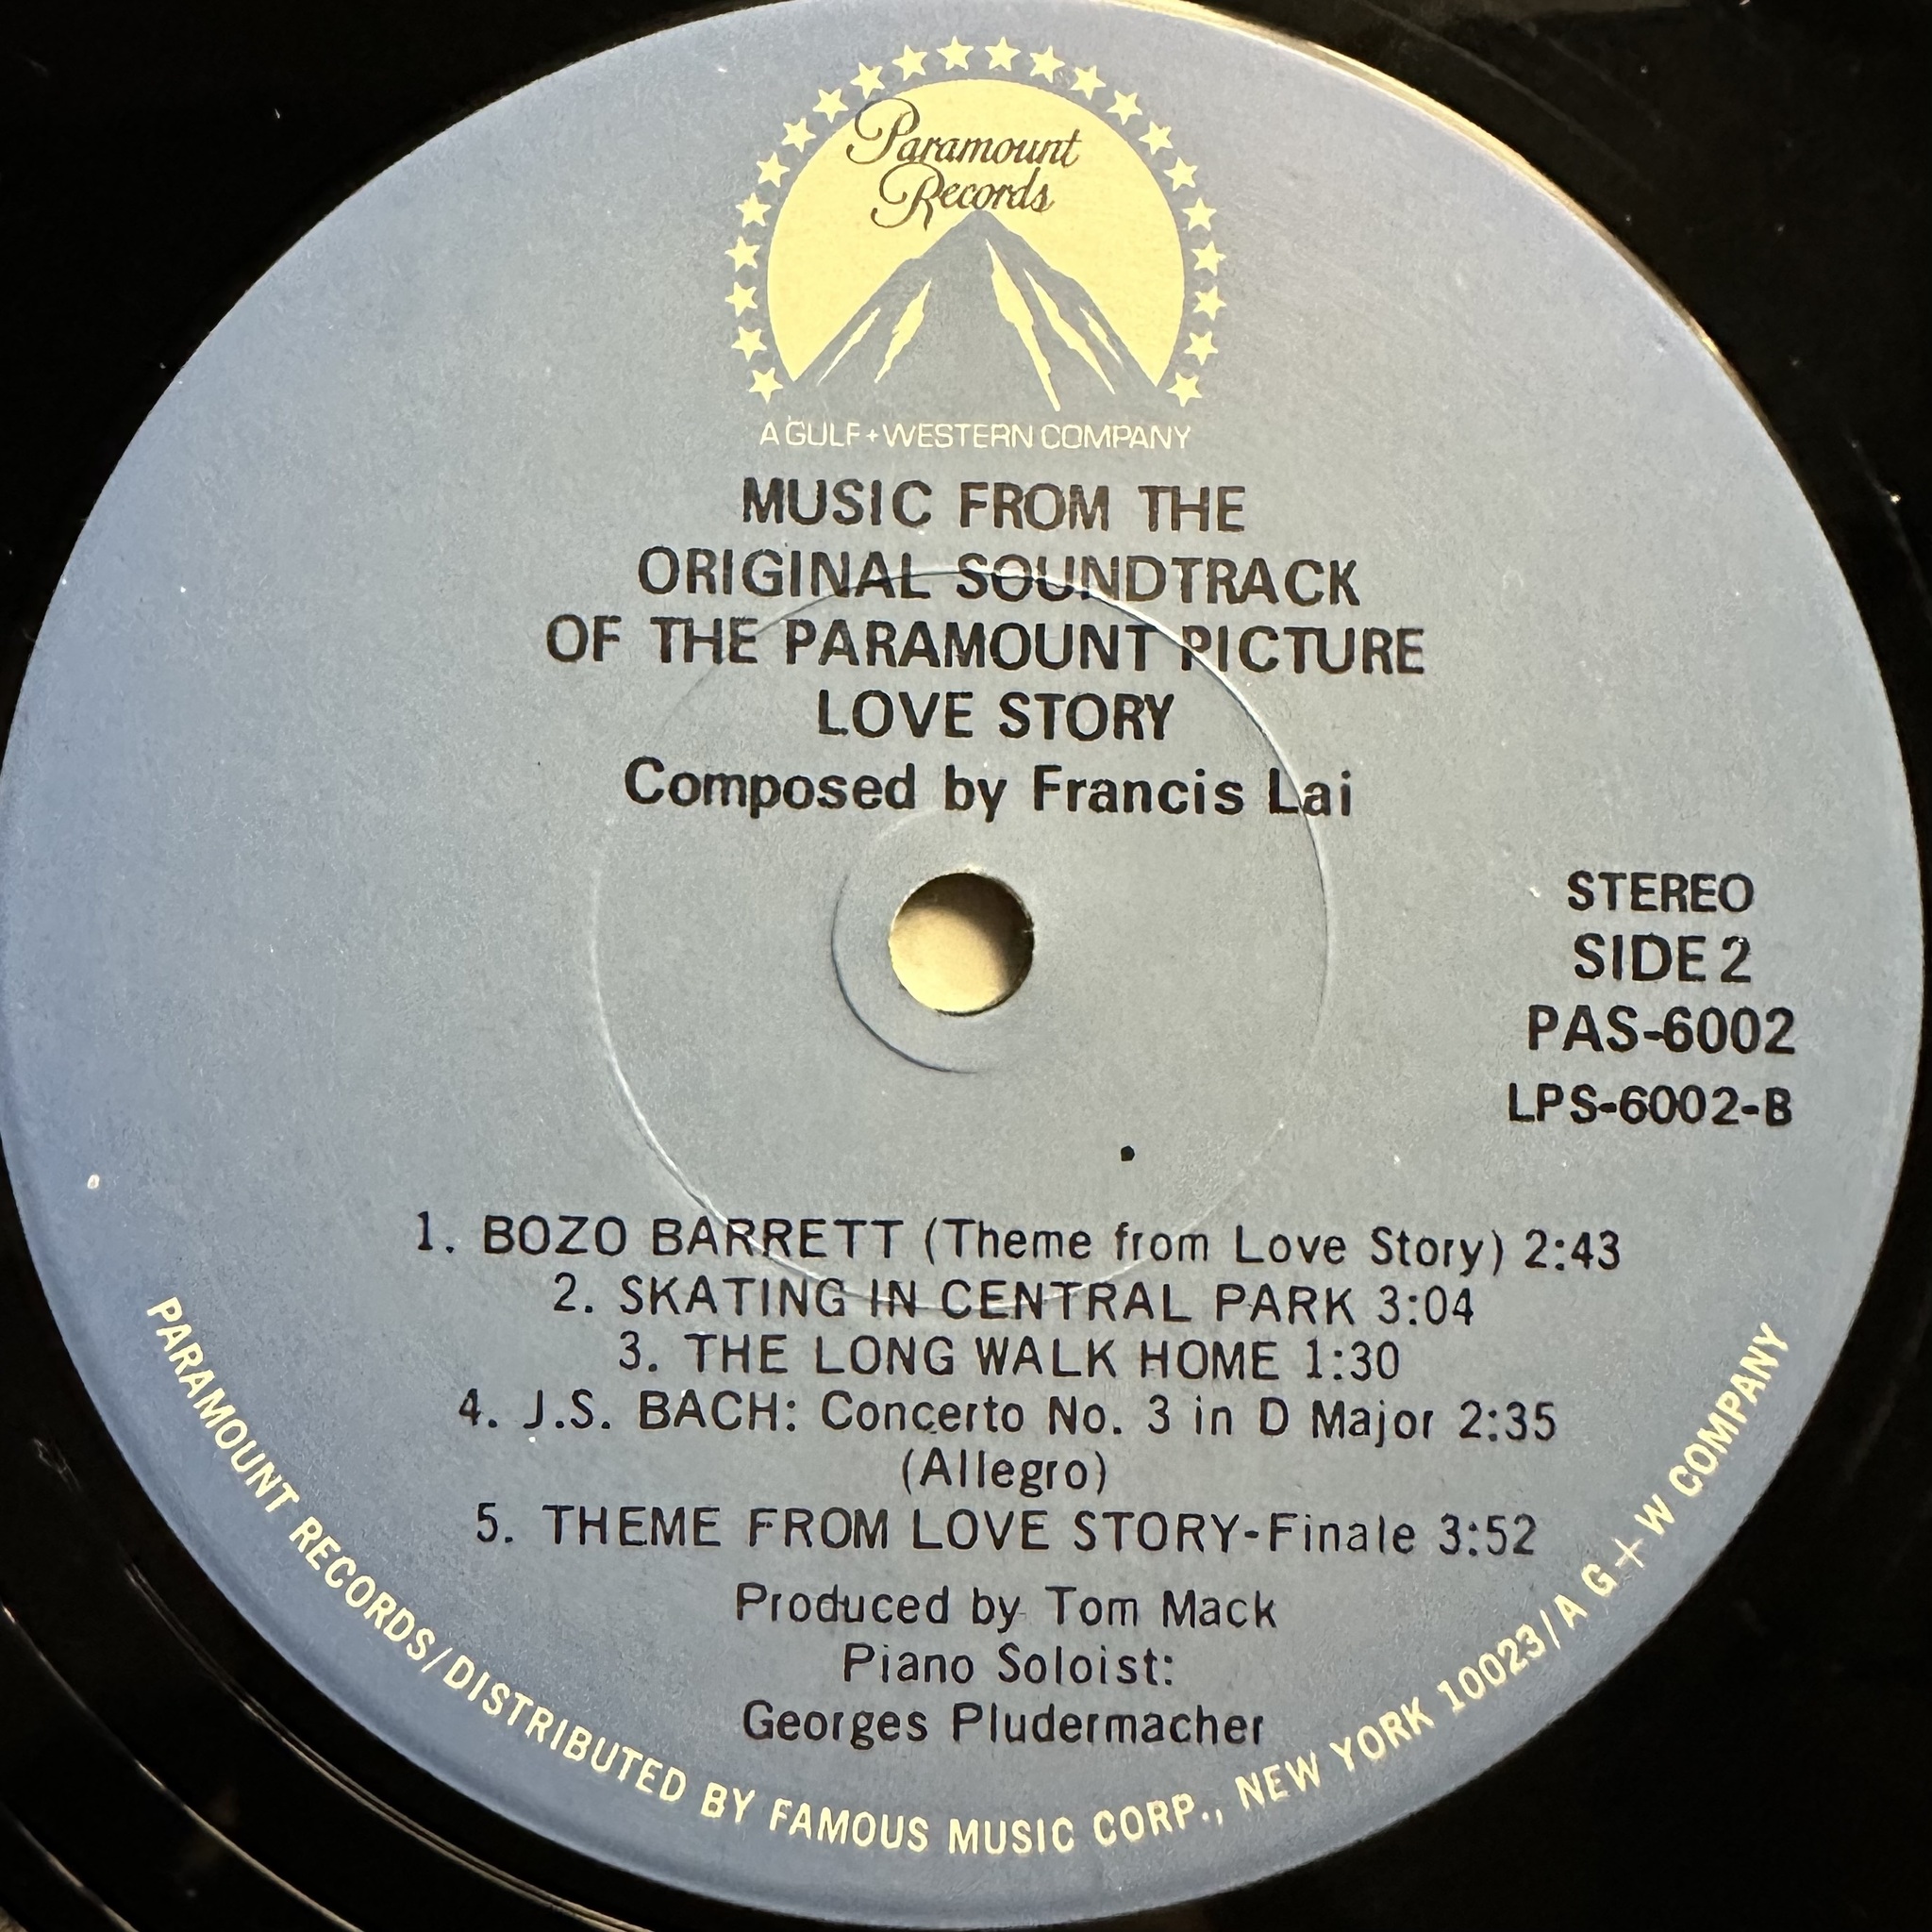 Paramount
Records
A GULF+WESTERN COMPANY
MUSIC FROM THE
ORIGINAL SOUNDTRACK
OF THE PARAMOUNT PICTURE
LOVE STORY
Composed by Francis Lai
STEREO
SIDE 2
PAS-6002
LPS-6002-B
1. BOZO BARRETT (Theme from Love Story) 2:43
2. SKATING IN CENTRAL PARK 3:04
3. THE LONG WALK HOME 1:30
4. J.S. BACH: Concerto No. 3 in D Major 2:35
(Allegro)
5. THEME FROM LOVE STORY-Finale 3:52
Produced by Tom Mack
Piano Soloist:
Georges Pludermacher
PARAMOUNT RECORDS/DISTRIBUTED BY FAMOUS MUSIC CORP., NEW YORK 10023/A G+W COMPANY